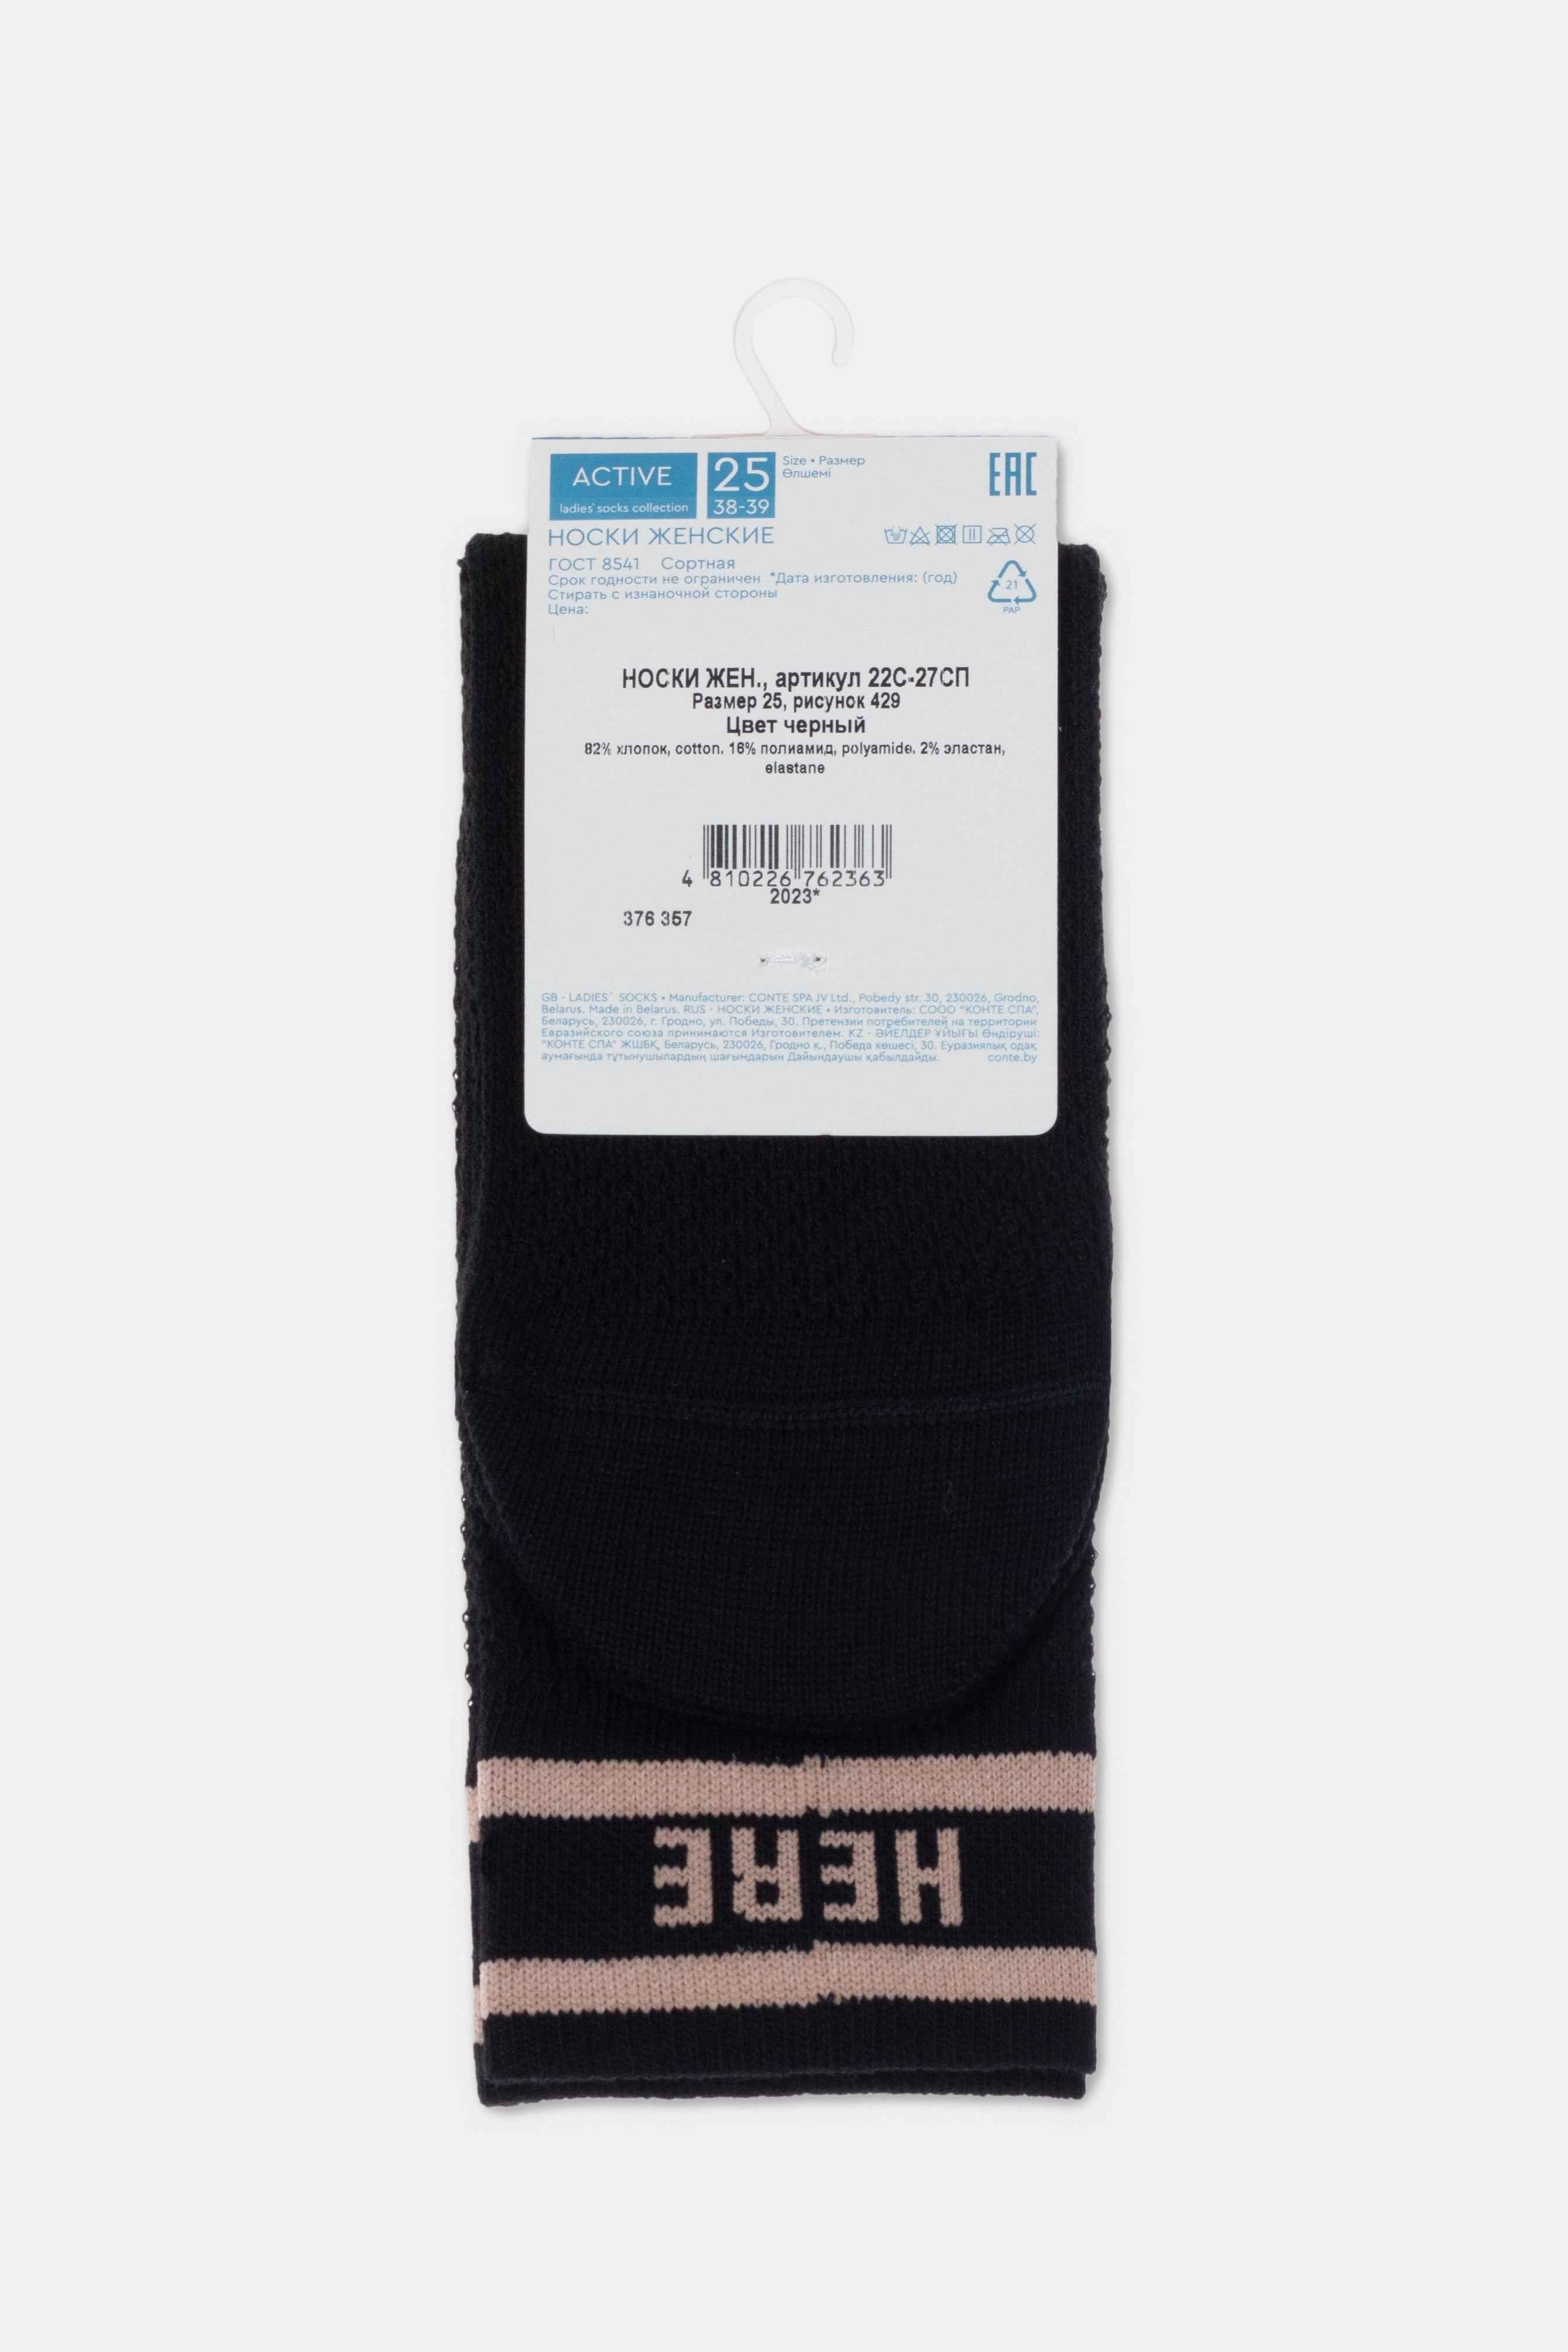 ACTIVE
ladies' socks collection
25
38-39
Size • Размер
Өлшемі
EAC
НОСКИ ЖЕНСКИЕ
ГОСТ 8541 Сортная
Срок годности не ограничен *Дата изготовления: (год)
Стирать с изнаночной стороны
Цена:
21
PAP
НОСКИ ЖЕН., артикул 22С-27СП
Размер 25, рисунок 429
Цвет черный
82% хлопок, cotton. 16% полиамид, polyamide. 2% эластан,
elastane
4 810226 762363
2023*
376 357
GB - LADIES` SOCKS • Manufacturer: CONTE SPA JV Ltd., Pobedy str. 30, 230026, Grodno,
Belarus. Made in Belarus. RUS - НОСКИ ЖЕНСКИЕ • Изготовитель: СООО "КОНТЕ СПА",
Беларусь, 230026, г. Гродно, ул. Победы, 30. Претензии потребителей на территории
Евразийского союза принимаются Изготовителем. KZ - ӘЙЕЛДЕР ҰЙЫҒЫ Өндіруші:
"КОНТЕ СПА" ЖШБҚ, Беларусь, 230026, Гродно қ., Победа көшесі, 30. Еуразиялық одақ
аумағында тұтынушылардың шағымдарын Дайындаушы қабылдайды. conte.by
HERE